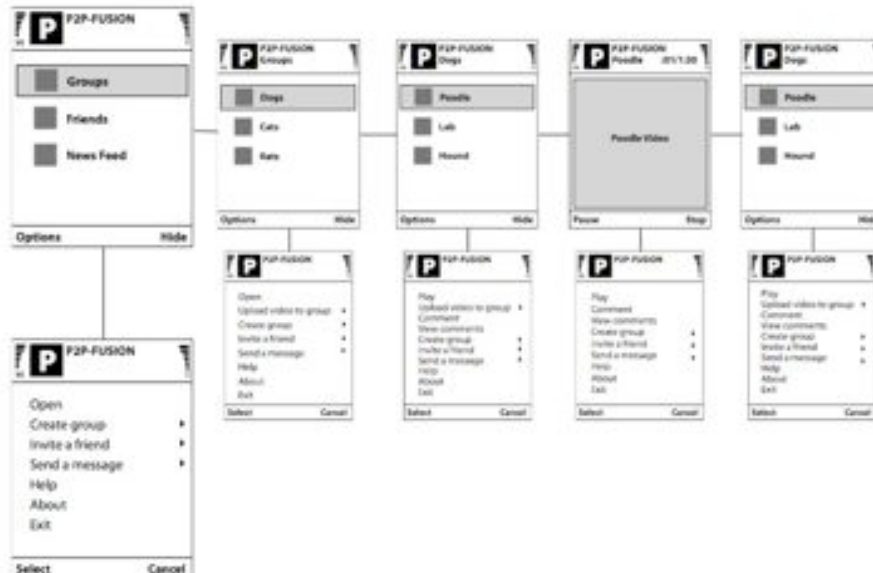 P P2P-FUSION
Groups
Friends
News Feed
Options Hide
P P2P-FUSION
Groups
Dogs
Cats
Rats
Options Hide
P P2P-FUSION
Dogs
Poodle
Lab
Hound
Options Hide
P P2P-FUSION
Poodle .01/1.00
Poodle Video
Pause Stop
P P2P-FUSION
Dogs
Poodle
Lab
Hound
Options Hide
P P2P-FUSION
Open
Create group
Invite a friend
Send a message
Help
About
Exit
Select Cancel
P P2P-FUSION
Open
Upload video to group
Create group
Invite a friend
Send a message
Help
About
Exit
Select Cancel
P P2P-FUSION
Play
Upload video to group
Comment
View comments
Create group
Invite a friend
Send a message
Help
About
Exit
Select Cancel
P P2P-FUSION
Play
Comment
View comments
Create group
Invite a friend
Send a message
Help
About
Exit
Select Cancel
P P2P-FUSION
Play
Upload video to group
Comment
View comments
Create group
Invite a friend
Send a message
Help
About
Exit
Select Cancel